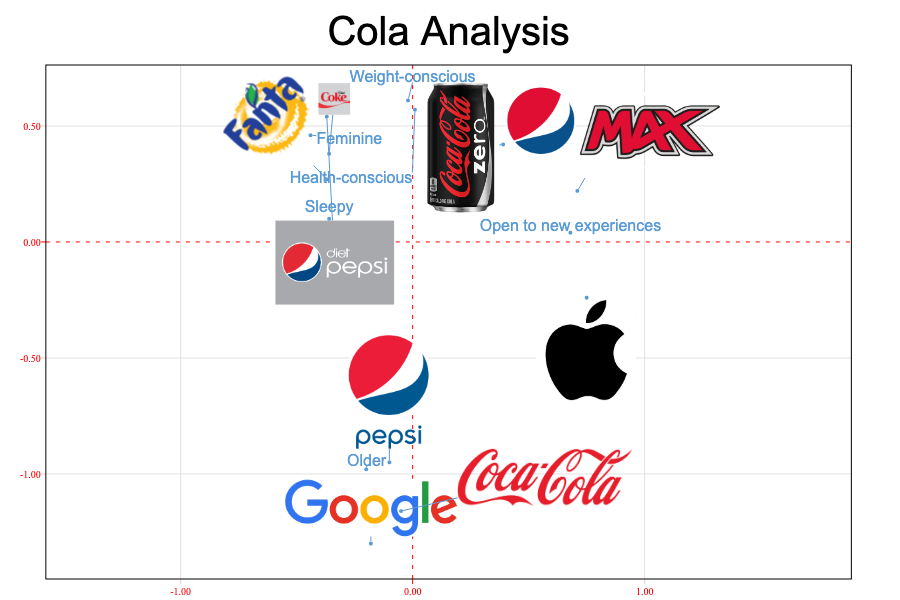 Cola Analysis
Weight-conscious
Fanta
Coke
Coca-Cola
zero
MAX
0.50
Feminine
Health-conscious
Sleepy
Open to new experiences
0.00
diet
pepsi
-0.50
pepsi
Older
-1.00
Coca-Cola
Google
-1.00
0.00
1.00